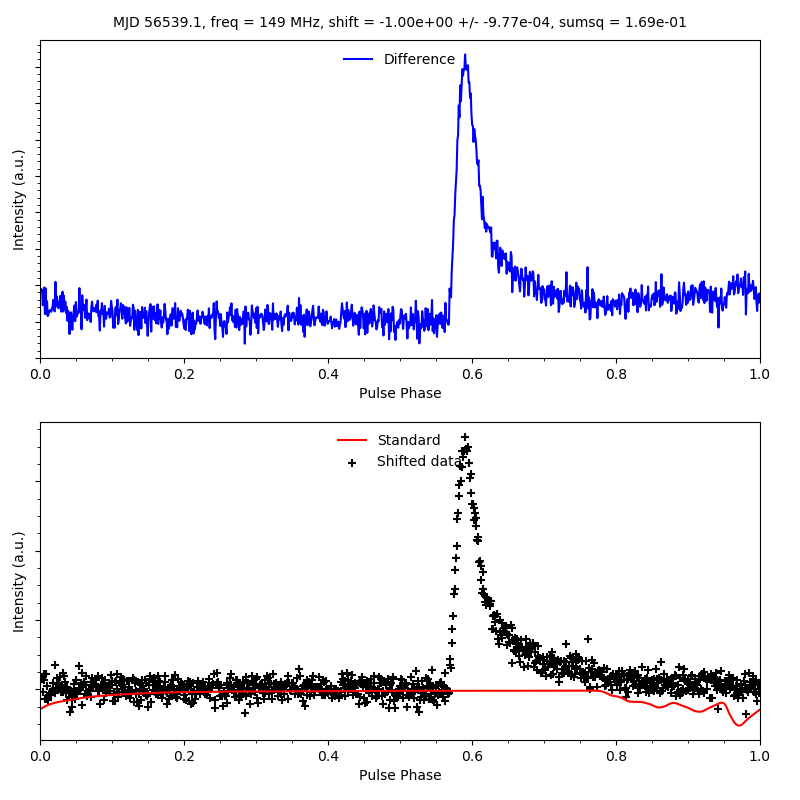 MJD 56539.1, freq = 149 MHz, shift = -1.00e+00 +/- -9.77e-04, sumsq = 1.69e-01
Difference
Intensity (a.u.)
0.0 0.2 0.4 0.6 0.8 1.0
Pulse Phase
Standard
Shifted data
Intensity (a.u.)
0.0 0.2 0.4 0.6 0.8 1.0
Pulse Phase